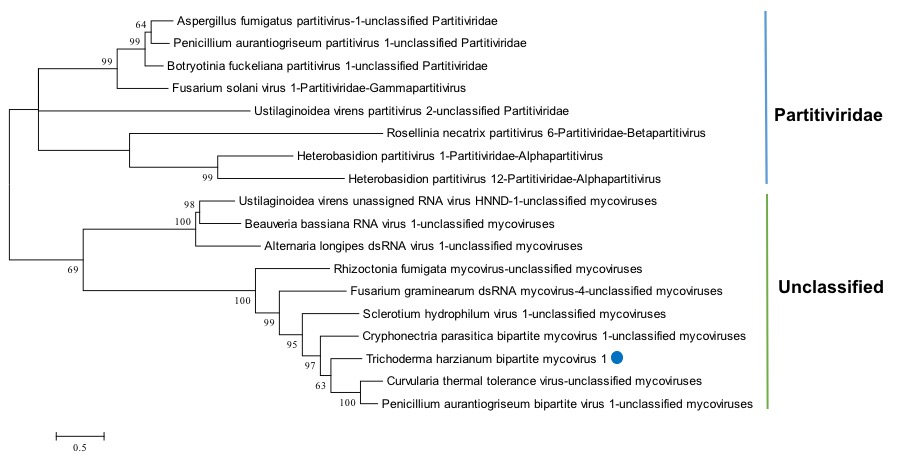 Aspergillus fumigatus partitivirus-1-unclassified Partitiviridae
64
Penicillium aurantiogriseum partitivirus 1-unclassified Partitiviridae
99
Botryotinia fuckeliana partitivirus 1-unclassified Partitiviridae
99
Fusarium solani virus 1-Partitiviridae-Gammapartitivirus
Ustilaginoidea virens partitivirus 2-unclassified Partitiviridae
Partitiviridae
Rosellinia necatrix partitivirus 6-Partitiviridae-Betapartitivirus
Heterobasidion partitivirus 1-Partitiviridae-Alphapartitivirus
99
Heterobasidion partitivirus 12-Partitiviridae-Alphapartitivirus
Ustilaginoidea virens unassigned RNA virus HNND-1-unclassified mycoviruses
98
Beauveria bassiana RNA virus 1-unclassified mycoviruses
100
Alternaria longipes dsRNA virus 1-unclassified mycoviruses
69
Rhizoctonia fumigata mycovirus-unclassified mycoviruses
Unclassified
100
Fusarium graminearum dsRNA mycovirus-4-unclassified mycoviruses
99
Sclerotium hydrophilum virus 1-unclassified mycoviruses
95
Cryphonectria parasitica bipartite mycovirus 1-unclassified mycoviruses
97
Trichoderma harzianum bipartite mycovirus 1
63
Curvularia thermal tolerance virus-unclassified mycoviruses
100
Penicillium aurantiogriseum bipartite virus 1-unclassified mycoviruses
0.5